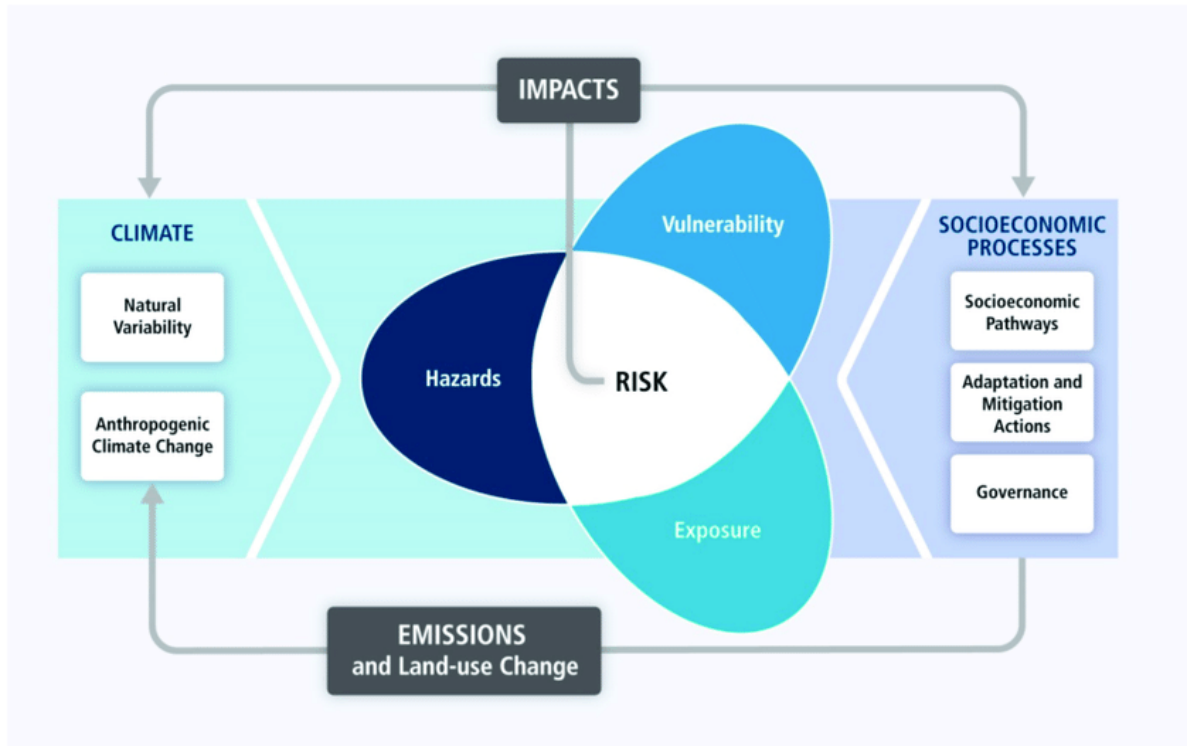 IMPACTS
CLIMATE
Natural
Variability
Anthropogenic
Climate Change
Vulnerability
Hazards
RISK
Exposure
SOCIOECONOMIC
PROCESSES
Socioeconomic
Pathways
Adaptation and
Mitigation
Actions
Governance
EMISSIONS
and Land-use Change